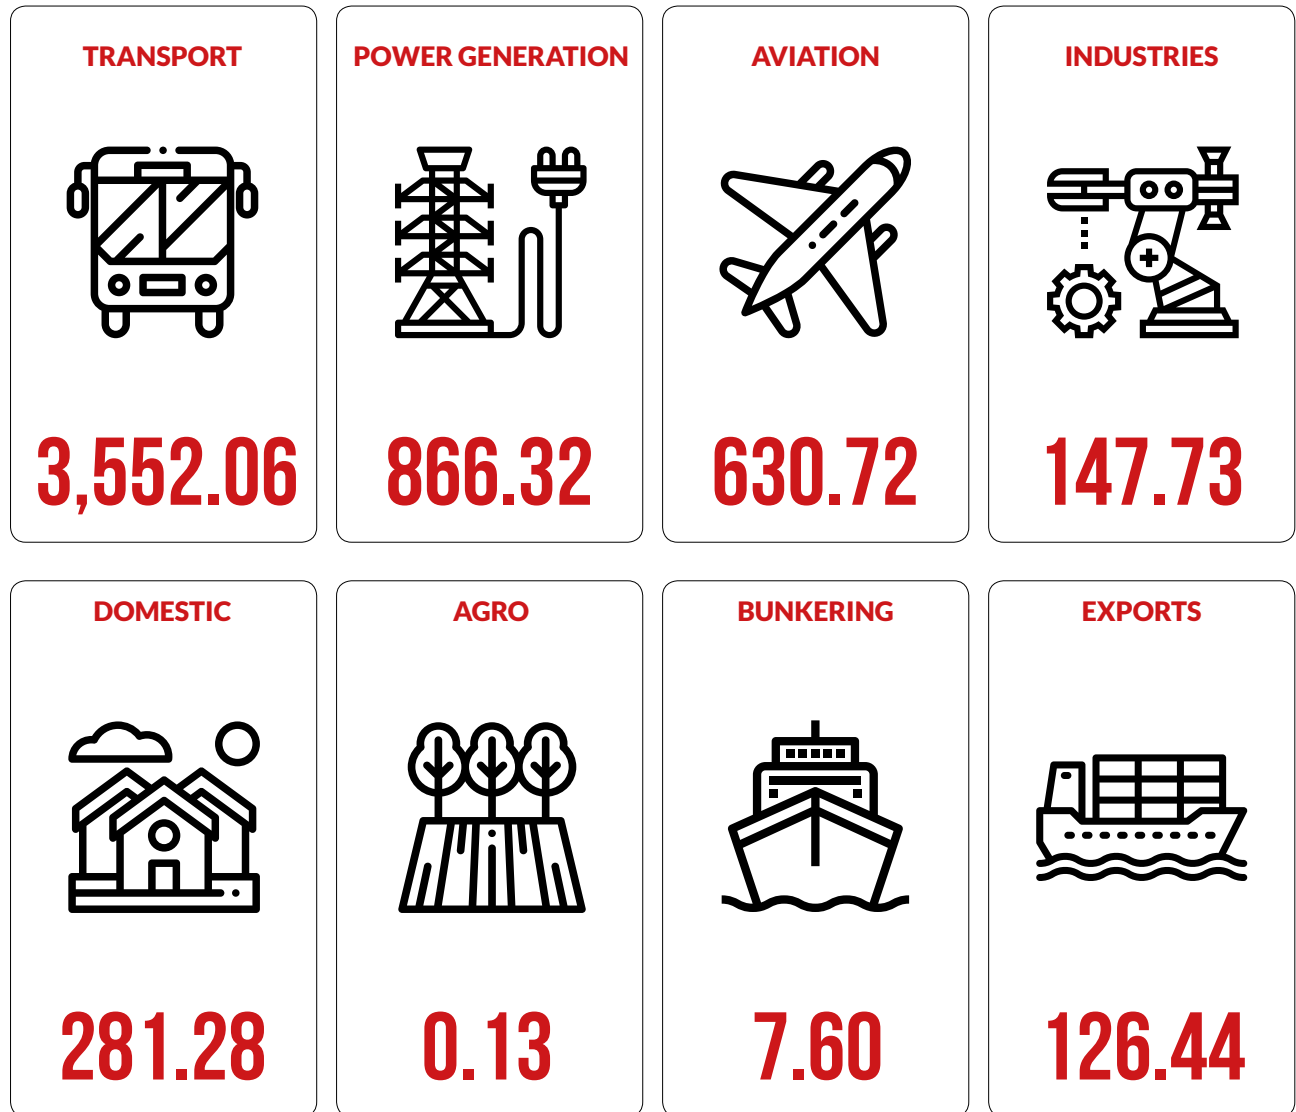 TRANSPORT
POWER GENERATION
AVIATION
INDUSTRIES
3,552.06
866.32
630.72
147.73
DOMESTIC
AGRO
BUNKERING
EXPORTS
281.28
0.13
7.60
126.44